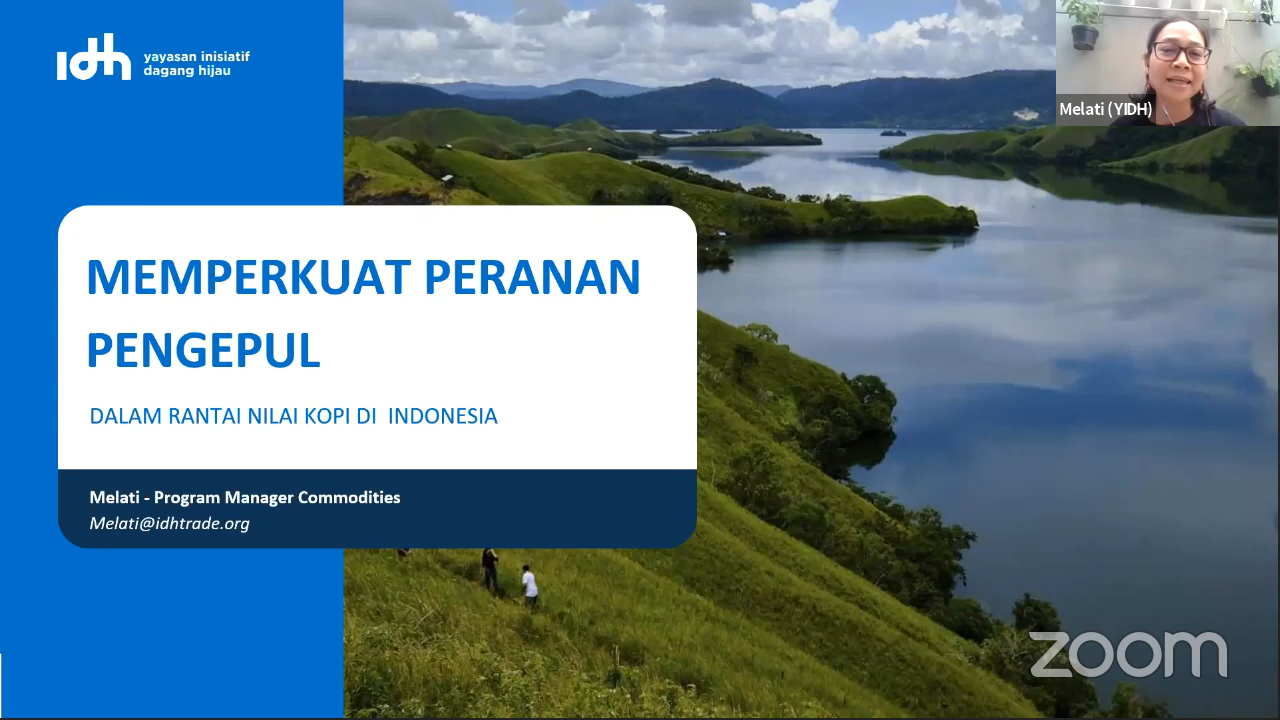 idh yayasan inisiatif
dagang hijau
Melati (YIDH)
MEMPERKUAT PERANAN
PENGEPUL
DALAM RANTAI NILAI KOPI DI  INDONESIA
Melati - Program Manager Commodities
Melati@idhtrade.org
zoom